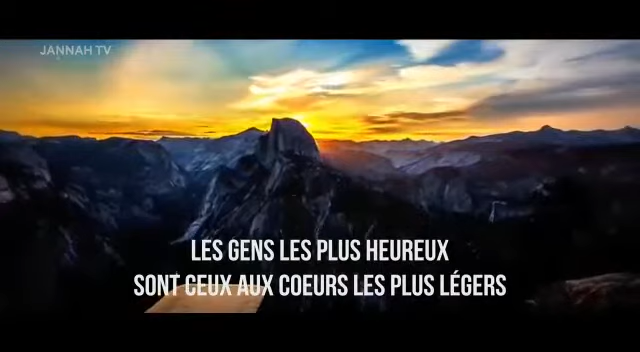 JANNAH TV
LES GENS LES PLUS HEUREUX
SONT CEUX AUX COEURS LES PLUS LÉGERS